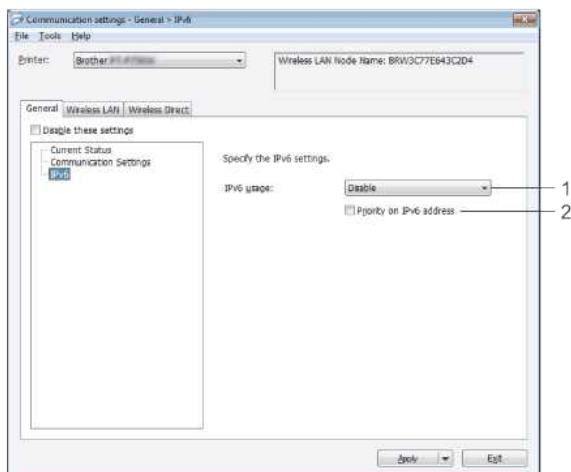 Communication settings - General > IPv6
File Tools Help
Printer: Brother
Wireless LAN Node Name: BRW3C77E643C2D4
General Wireless LAN Wireless Direct
Disable these settings
Current Status
Communication Settings
IPv6
Specify the IPv6 settings.
IPv6 usage: Disable 1
Priority on IPv6 address 2
Apply Exit